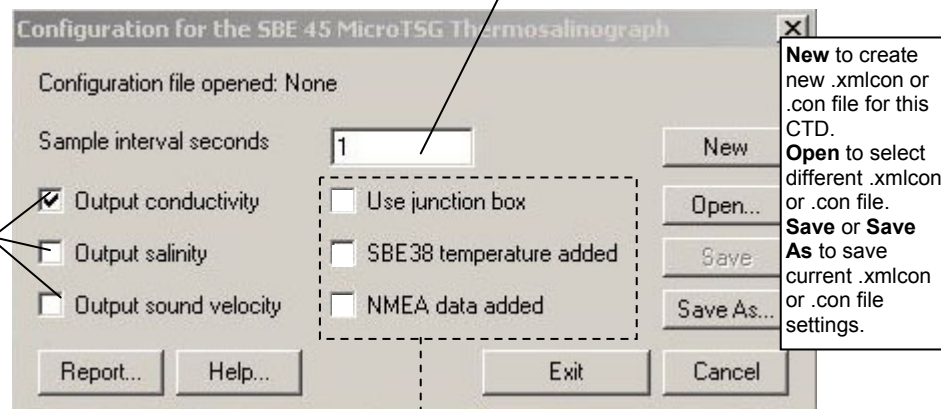 Configuration for the SBE 45 MicroTSG Thermosalinograph
Configuration file opened: None
Sample interval seconds
1
New
Output conductivity
Use junction box
Open...
Output salinity
SBE38 temperature added
Save
Output sound velocity
NMEA data added
Save As...
Report...
Help...
Exit
Cancel
New to create
new .xmlcon or
.con file for this
CTD.
Open to select
different .xmlcon
or .con file.
Save or Save
As to save
current .xmlcon
or .con file
settings.